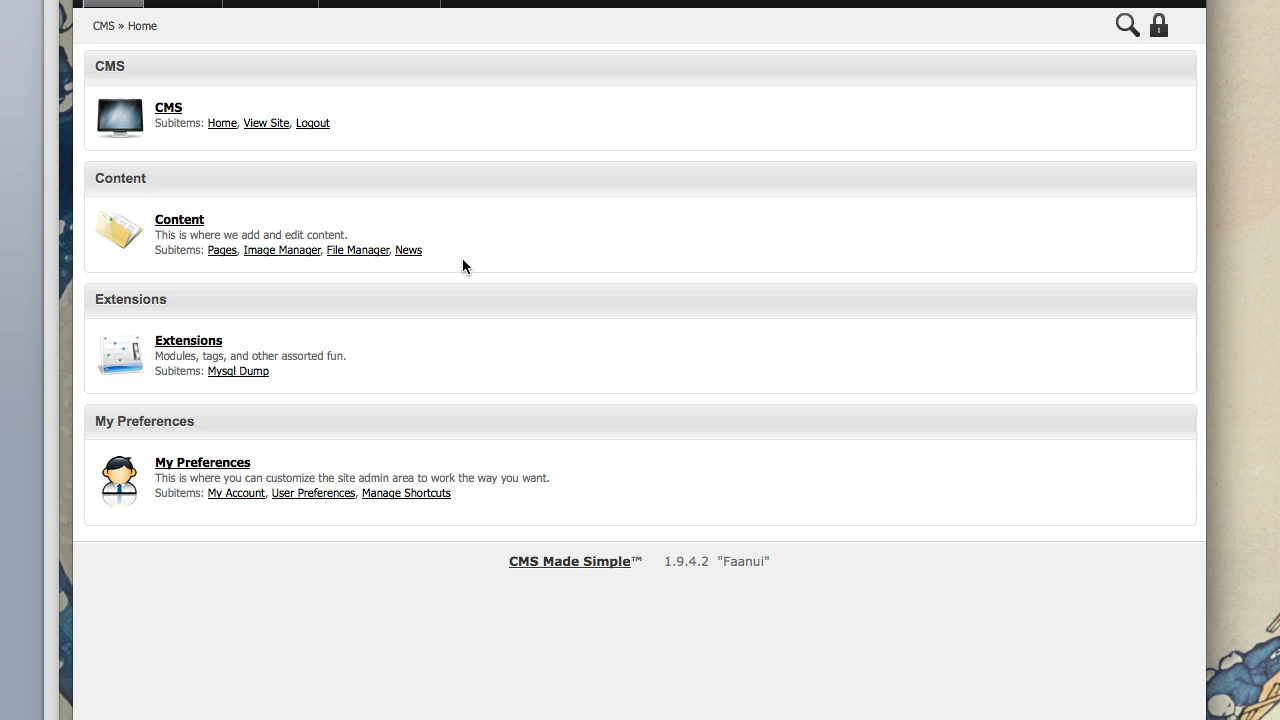 CMS » Home
CMS
CMS
Subitems: Home, View Site, Logout
Content
Content
This is where we add and edit content.
Subitems: Pages, Image Manager, File Manager, News
Extensions
Extensions
Modules, tags, and other assorted fun.
Subitems: Mysql Dump
My Preferences
My Preferences
This is where you can customize the site admin area to work the way you want.
Subitems: My Account, User Preferences, Manage Shortcuts
CMS Made Simple™ 1.9.4.2 "Faanui"